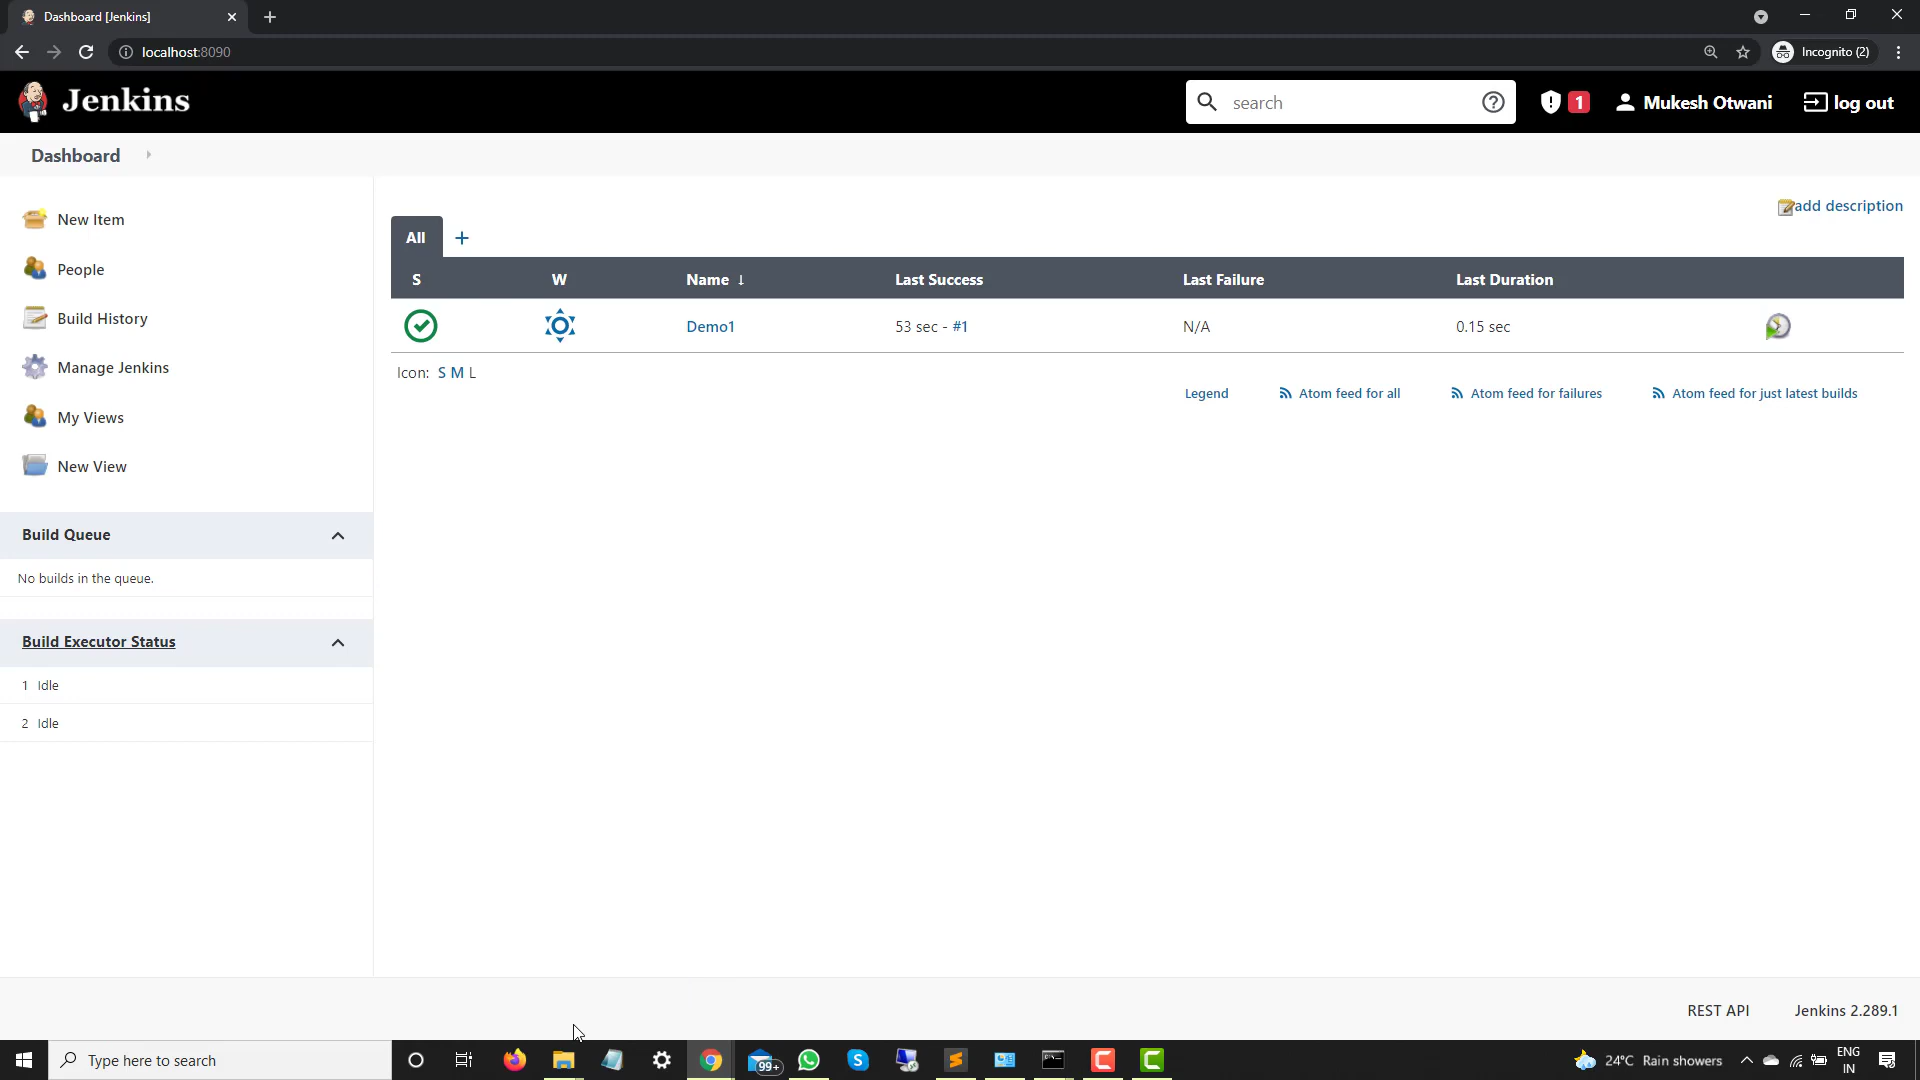 Dashboard [Jenkins]
localhost:8090
Incognito (2)
Jenkins
search
1
Mukesh Otwani
log out
Dashboard
New Item
People
Build History
Manage Jenkins
My Views
New View
Build Queue
No builds in the queue.
Build Executor Status
1 Idle
2 Idle
add description
All +
S W Name ↓ Last Success Last Failure Last Duration
Demo1 53 sec - #1 N/A 0.15 sec
Icon: S M L
Legend Atom feed for all Atom feed for failures Atom feed for just latest builds
REST API Jenkins 2.289.1
Type here to search
99+
24°C Rain showers
ENG
IN